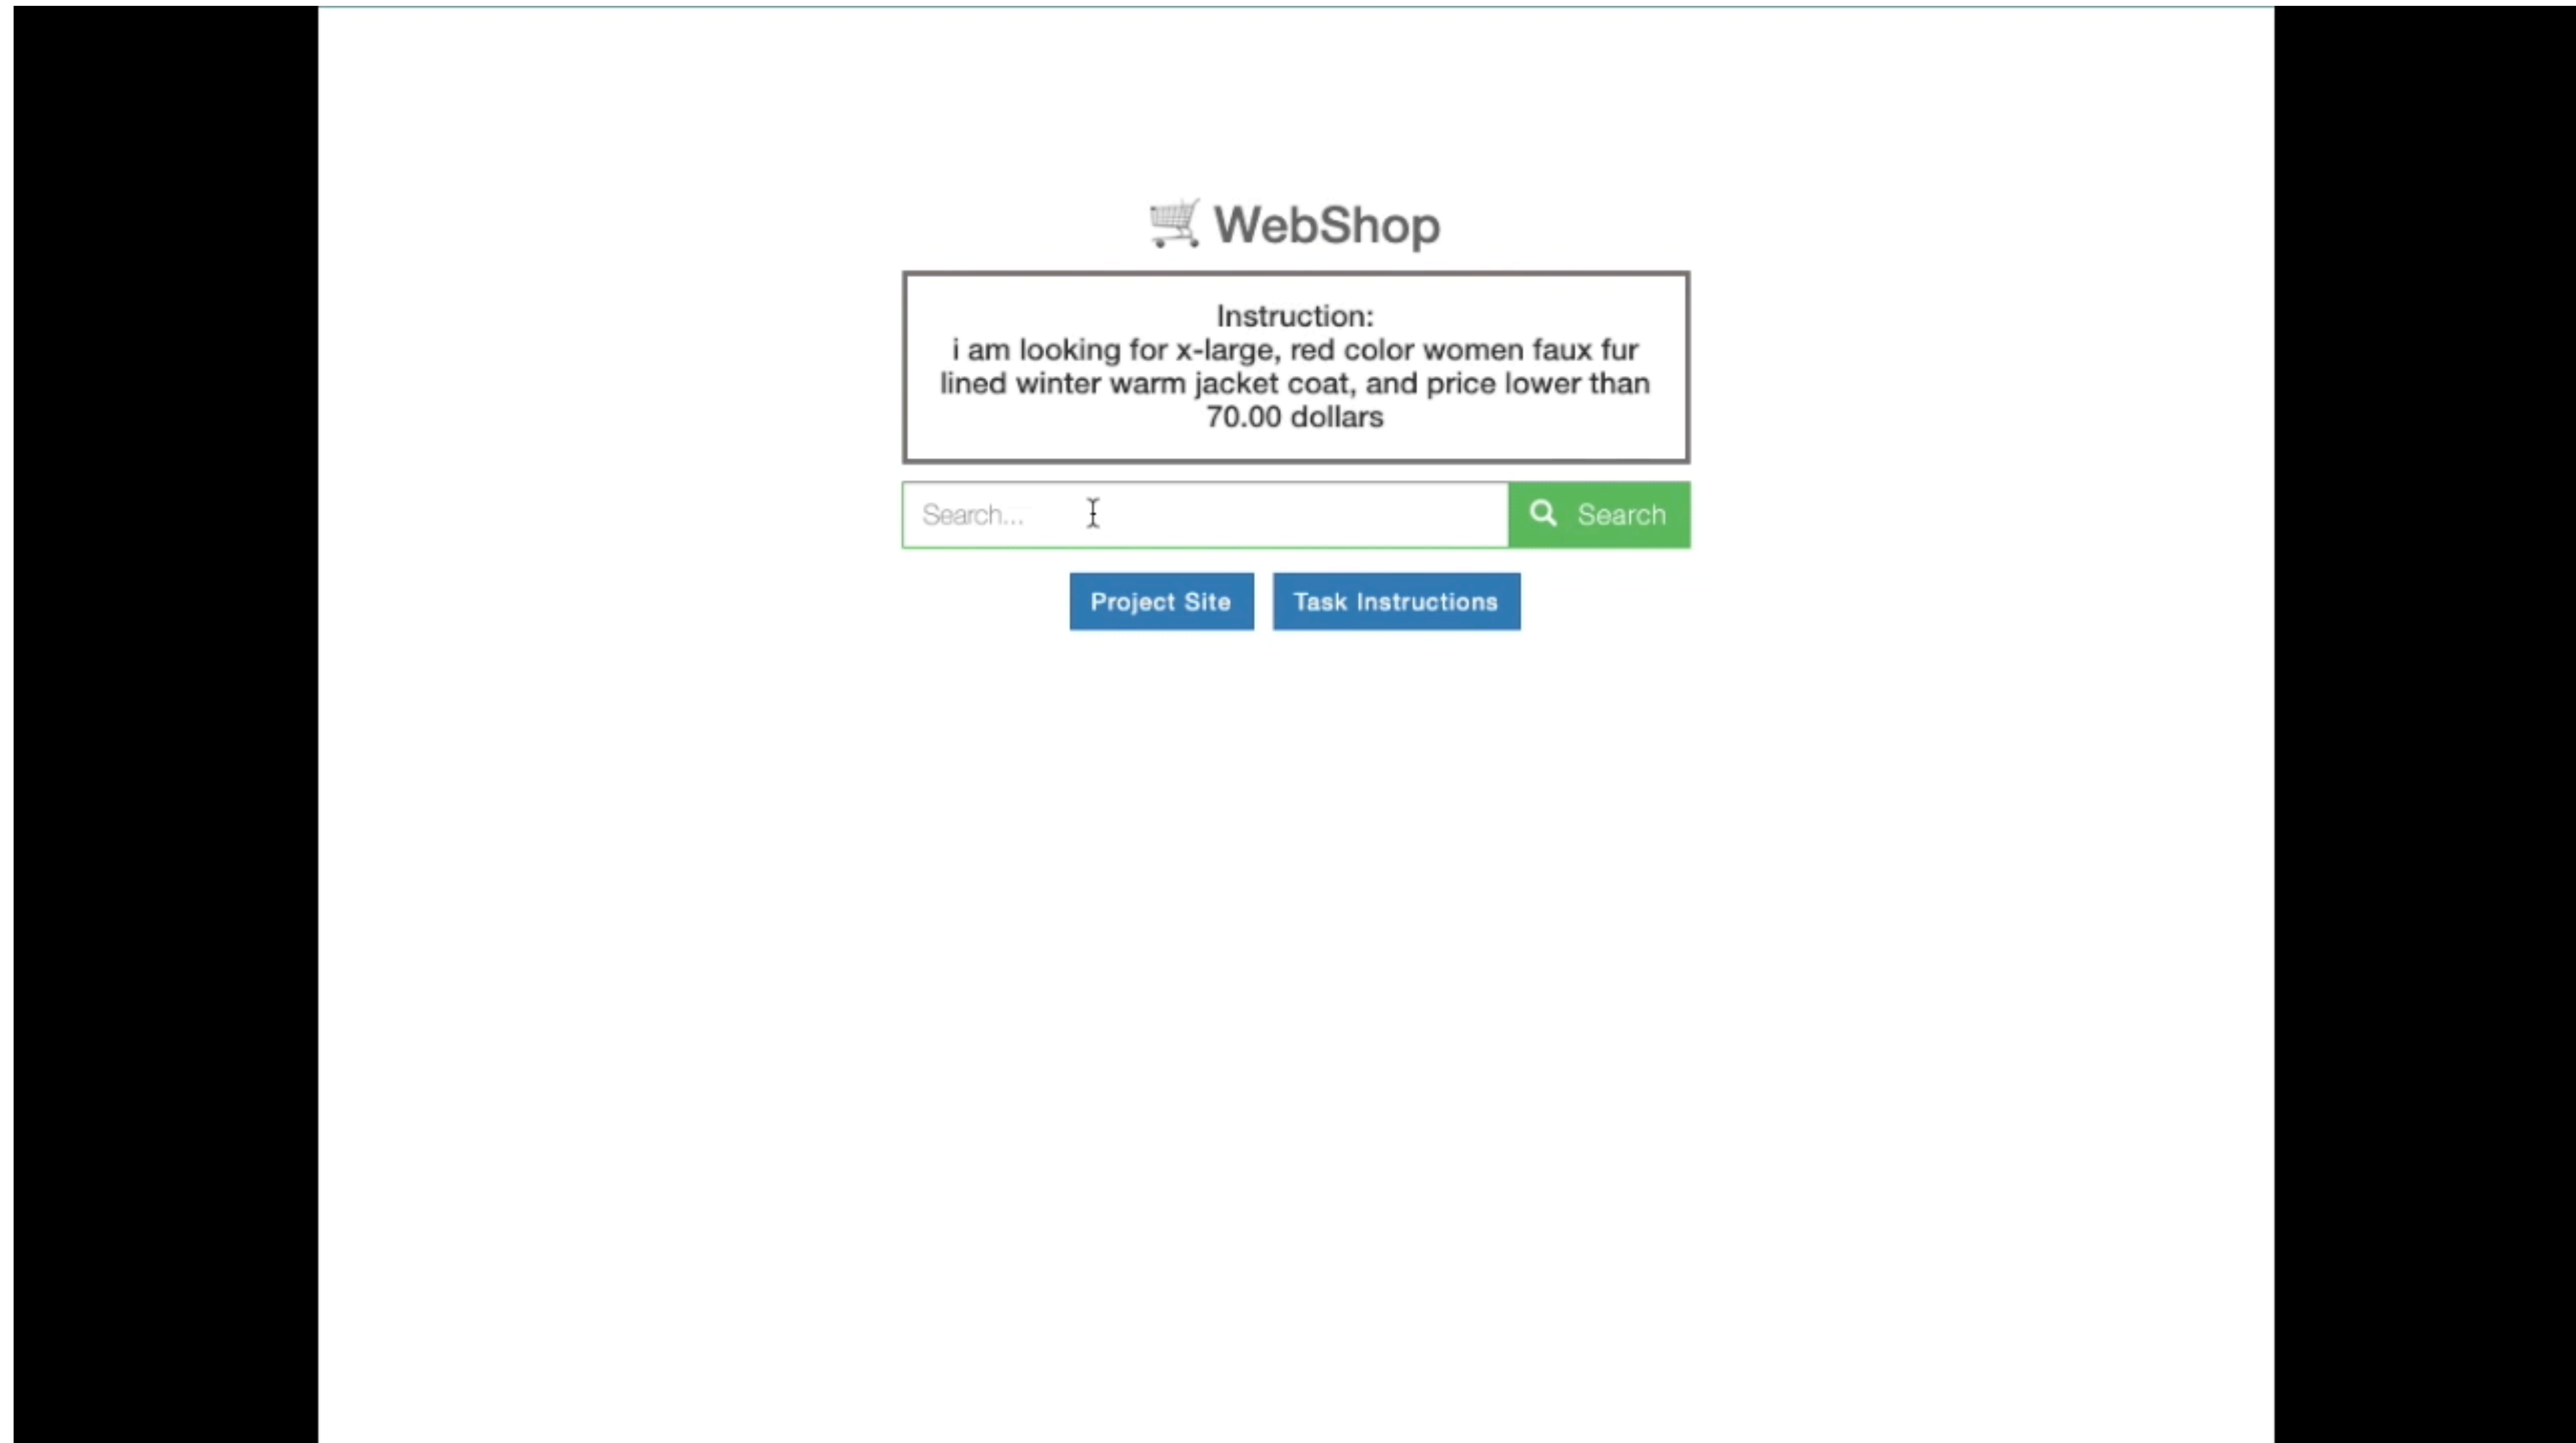 WebShop
Instruction:
i am looking for x-large, red color women faux fur
lined winter warm jacket coat, and price lower than
70.00 dollars
Search...
Search
Project Site
Task Instructions